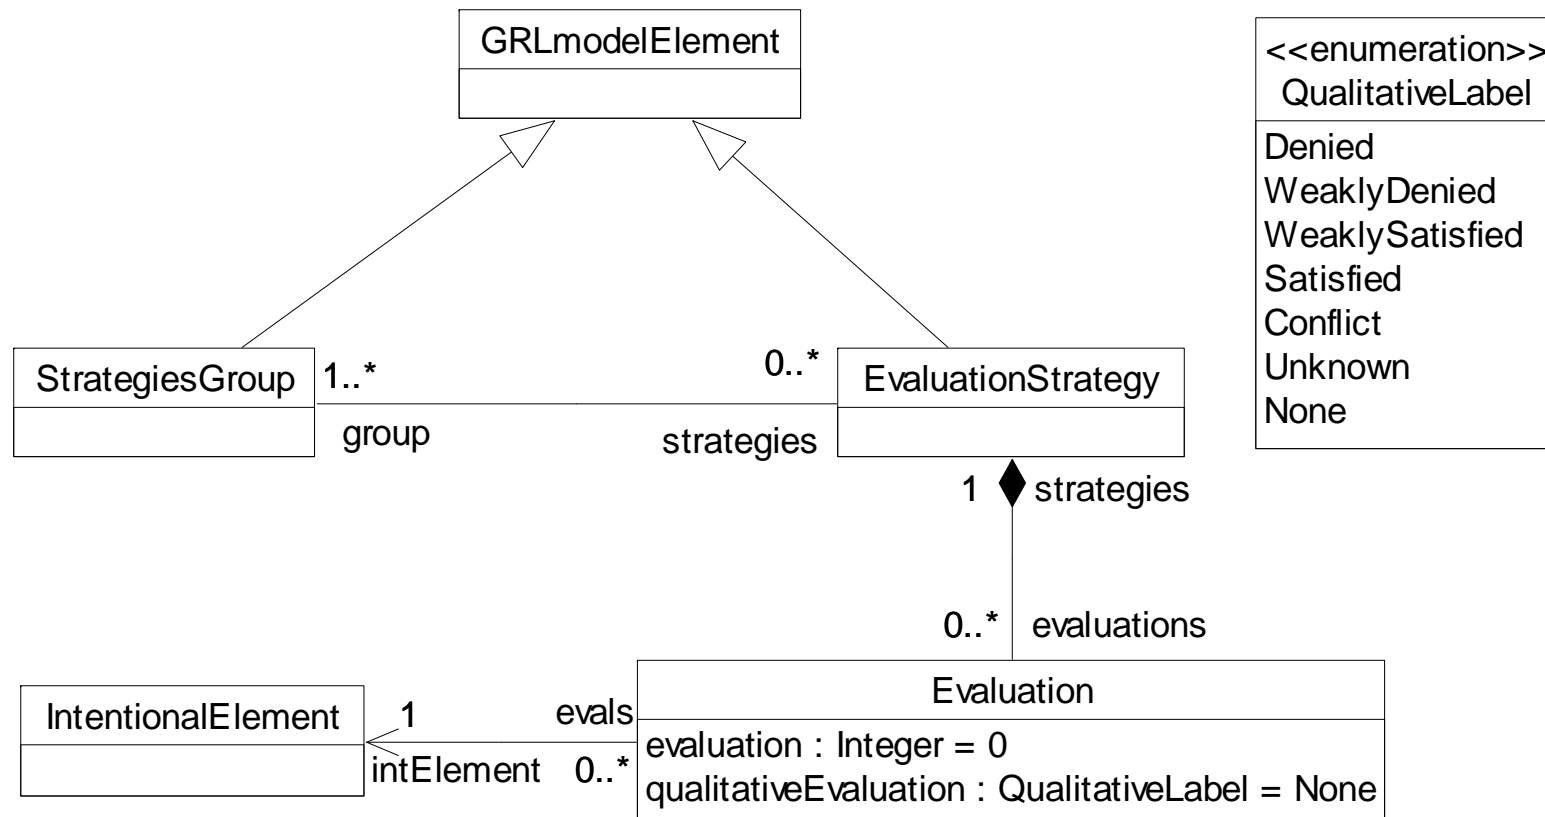 GRLmodelElement
<<enumeration>>
QualitativeLabel
Denied
WeaklyDenied
WeaklySatisfied
Satisfied
Conflict
Unknown
None
StrategiesGroup
1..*
group
0..*
strategies
EvaluationStrategy
1
strategies
0..*
evaluations
IntentionalElement
1
intElement
evals
0..*
Evaluation
evaluation : Integer = 0
qualitativeEvaluation : QualitativeLabel = None